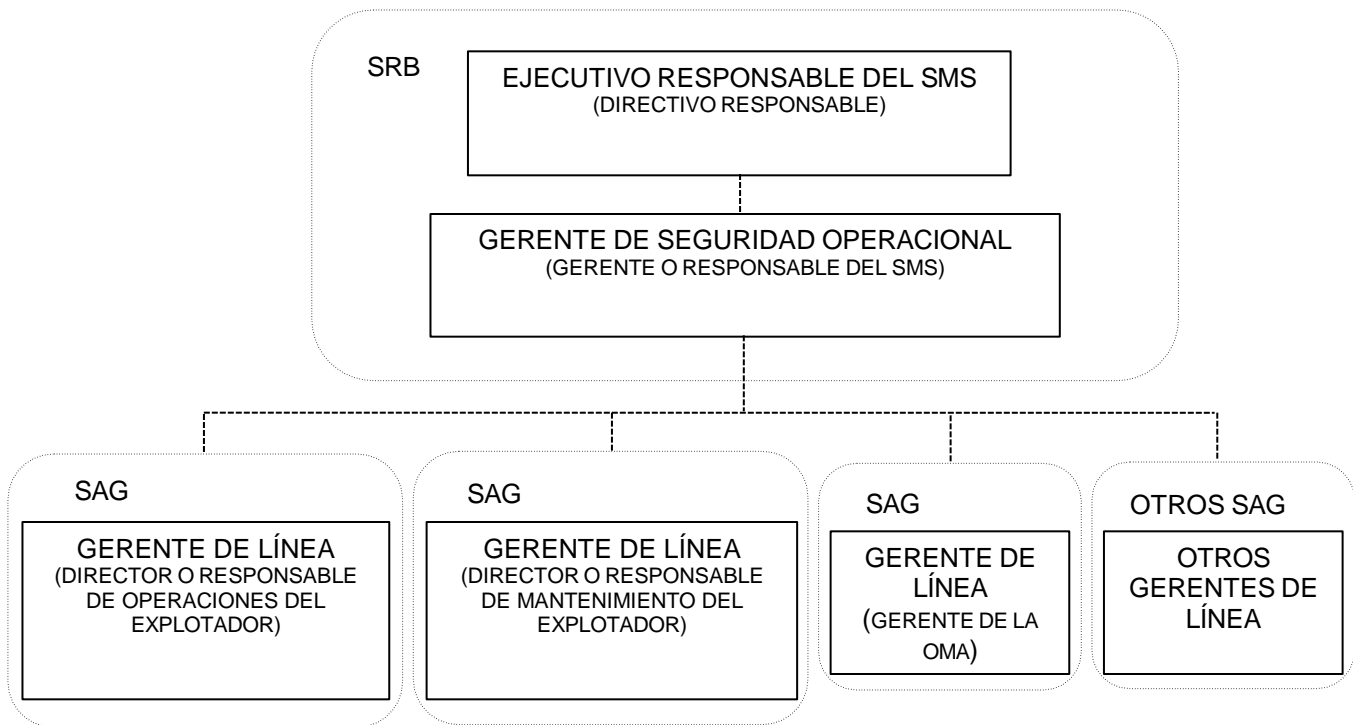 SRB
EJECUTIVO RESPONSABLE DEL SMS
(DIRECTIVO RESPONSABLE)
GERENTE DE SEGURIDAD OPERACIONAL
(GERENTE O RESPONSABLE DEL SMS)
SAG
GERENTE DE LÍNEA
(DIRECTOR O RESPONSABLE
DE OPERACIONES DEL
EXPLOTADOR)
SAG
GERENTE DE LÍNEA
(DIRECTOR O RESPONSABLE
DE MANTENIMIENTO DEL
EXPLOTADOR)
SAG
GERENTE DE
LÍNEA
(GERENTE DE LA
OMA)
OTROS SAG
OTROS
GERENTES DE
LÍNEA